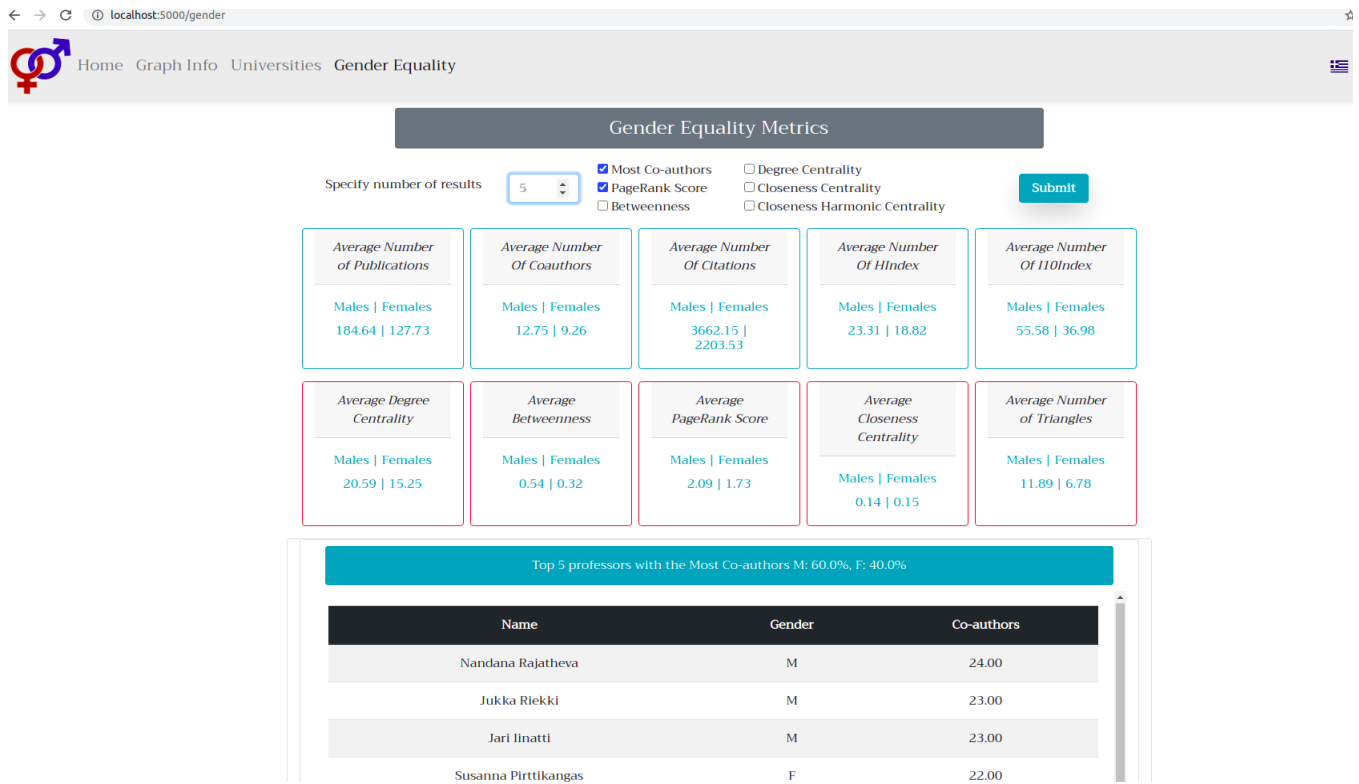 localhost:5000/gender
Home Graph Info Universities Gender Equality
Gender Equality Metrics
Specify number of results
5
Most Co-authors
PageRank Score
Betweenness
Degree Centrality
Closeness Centrality
Closeness Harmonic Centrality
Submit
Average Number
of Publications
Males | Females
184.64 | 127.73
Average Number
Of Coauthors
Males | Females
12.75 | 9.26
Average Number
Of Citations
Males | Females
3662.15 |
2203.53
Average Number
Of HIndex
Males | Females
23.31 | 18.82
Average Number
Of I10Index
Males | Females
55.58 | 36.98
Average Degree
Centrality
Males | Females
20.59 | 15.25
Average
Betweenness
Males | Females
0.54 | 0.32
Average
PageRank Score
Males | Females
2.09 | 1.73
Average
Closeness
Centrality
Males | Females
0.14 | 0.15
Average Number
of Triangles
Males | Females
11.89 | 6.78
Top 5 professors with the Most Co-authors M: 60.0%, F: 40.0%
Name Gender Co-authors
Nandana Rajatheva M 24.00
Jukka Riekki M 23.00
Jari Iinatti M 23.00
Susanna Pirttikangas F 22.00